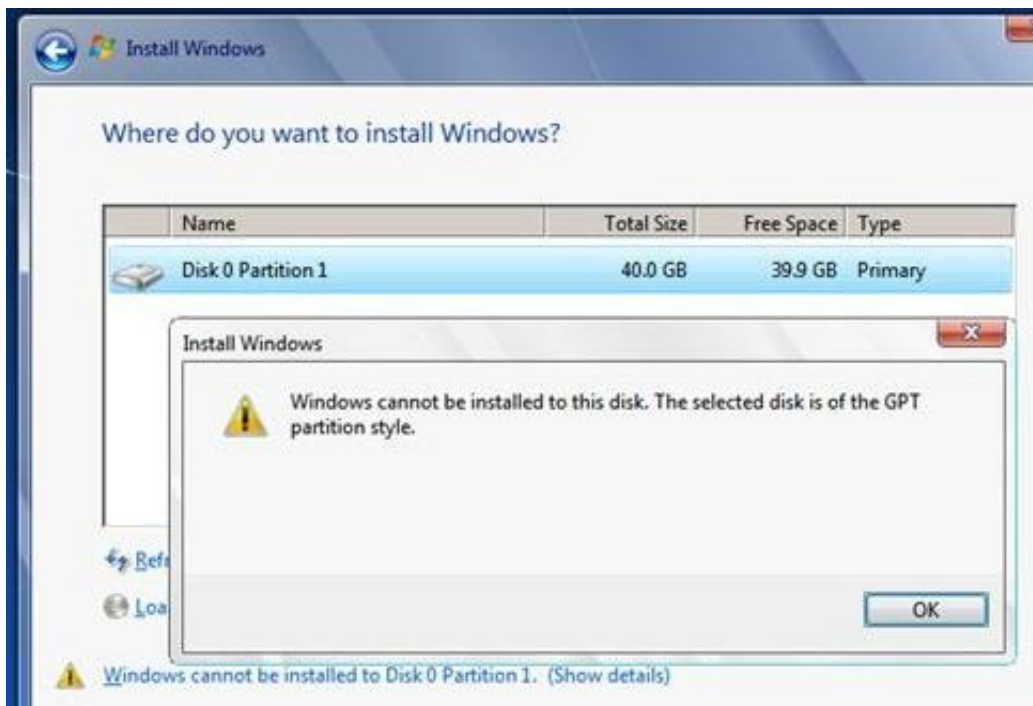 Install Windows
Where do you want to install Windows?
Name Total Size Free Space Type
Disk 0 Partition 1 40.0 GB 39.9 GB Primary
Install Windows
Windows cannot be installed to this disk. The selected disk is of the GPT
partition style.
OK
Windows cannot be installed to Disk 0 Partition 1. (Show details)